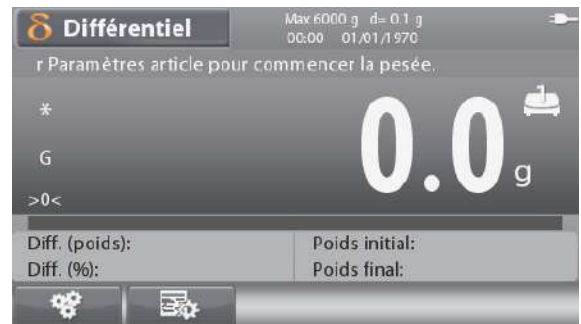 δ Différentiel
Max 6000 g d= 0.1 g
00:00 01/01/1970
r Paramètres article pour commencer la pesée.
*
1
0.0 g
G
>0<
Diff. (poids):
Poids initial:
Diff. (%):
Poids final: